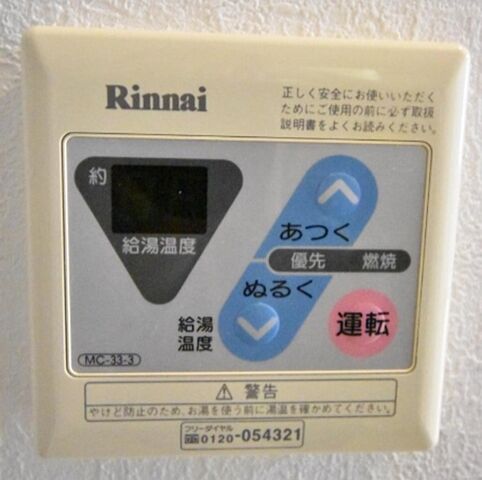 Rinnai
正しく安全にお使いいただく
ためにご使用の前に必ず取扱
説明書をよくお読みください。
約
給湯温度
あつく
優先 燃焼
ぬるく
給湯
温度
運転
MC-33-3
⚠ 警告
やけど防止のため、お湯を使う前に湯温を確かめてください。
フリーダイヤル
0120-054321